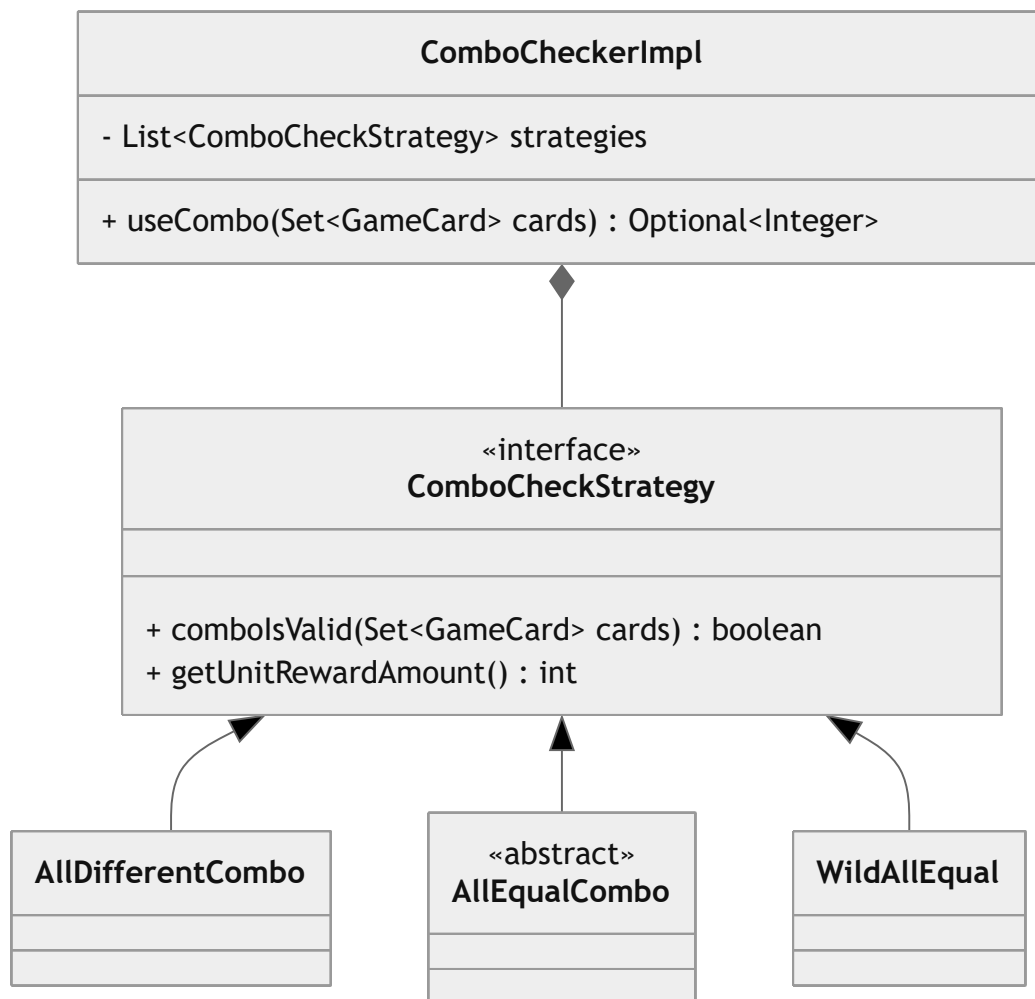 ComboCheckerImpl
- List<ComboCheckStrategy> strategies
+ useCombo(Set<GameCard> cards) : Optional<Integer>
«interface»
ComboCheckStrategy
+ comboIsValid(Set<GameCard> cards) : boolean
+ getUnitRewardAmount() : int
AllDifferentCombo
«abstract»
AllEqualCombo
WildAllEqual